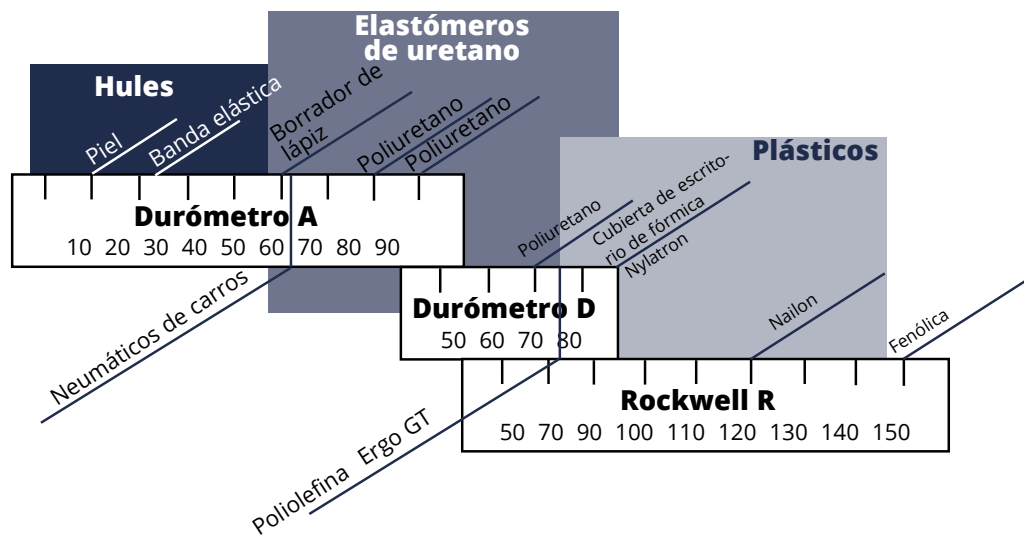 Elastómeros
de uretano
Hules
Piel
Banda elástica
Borrador de
lápiz
Poliuretano
Poliuretano
Plásticos
Durómetro A
10 20 30 40 50 60 70 80 90
Poliuretano
Cubierta de escrito-
rio de fórmica
Nylatron
Neumáticos de carros
Durómetro D
50 60 70 80
Nailon
Fenólica
Rockwell R
50 70 90 100 110 120 130 140 150
Poliolefina Ergo GT